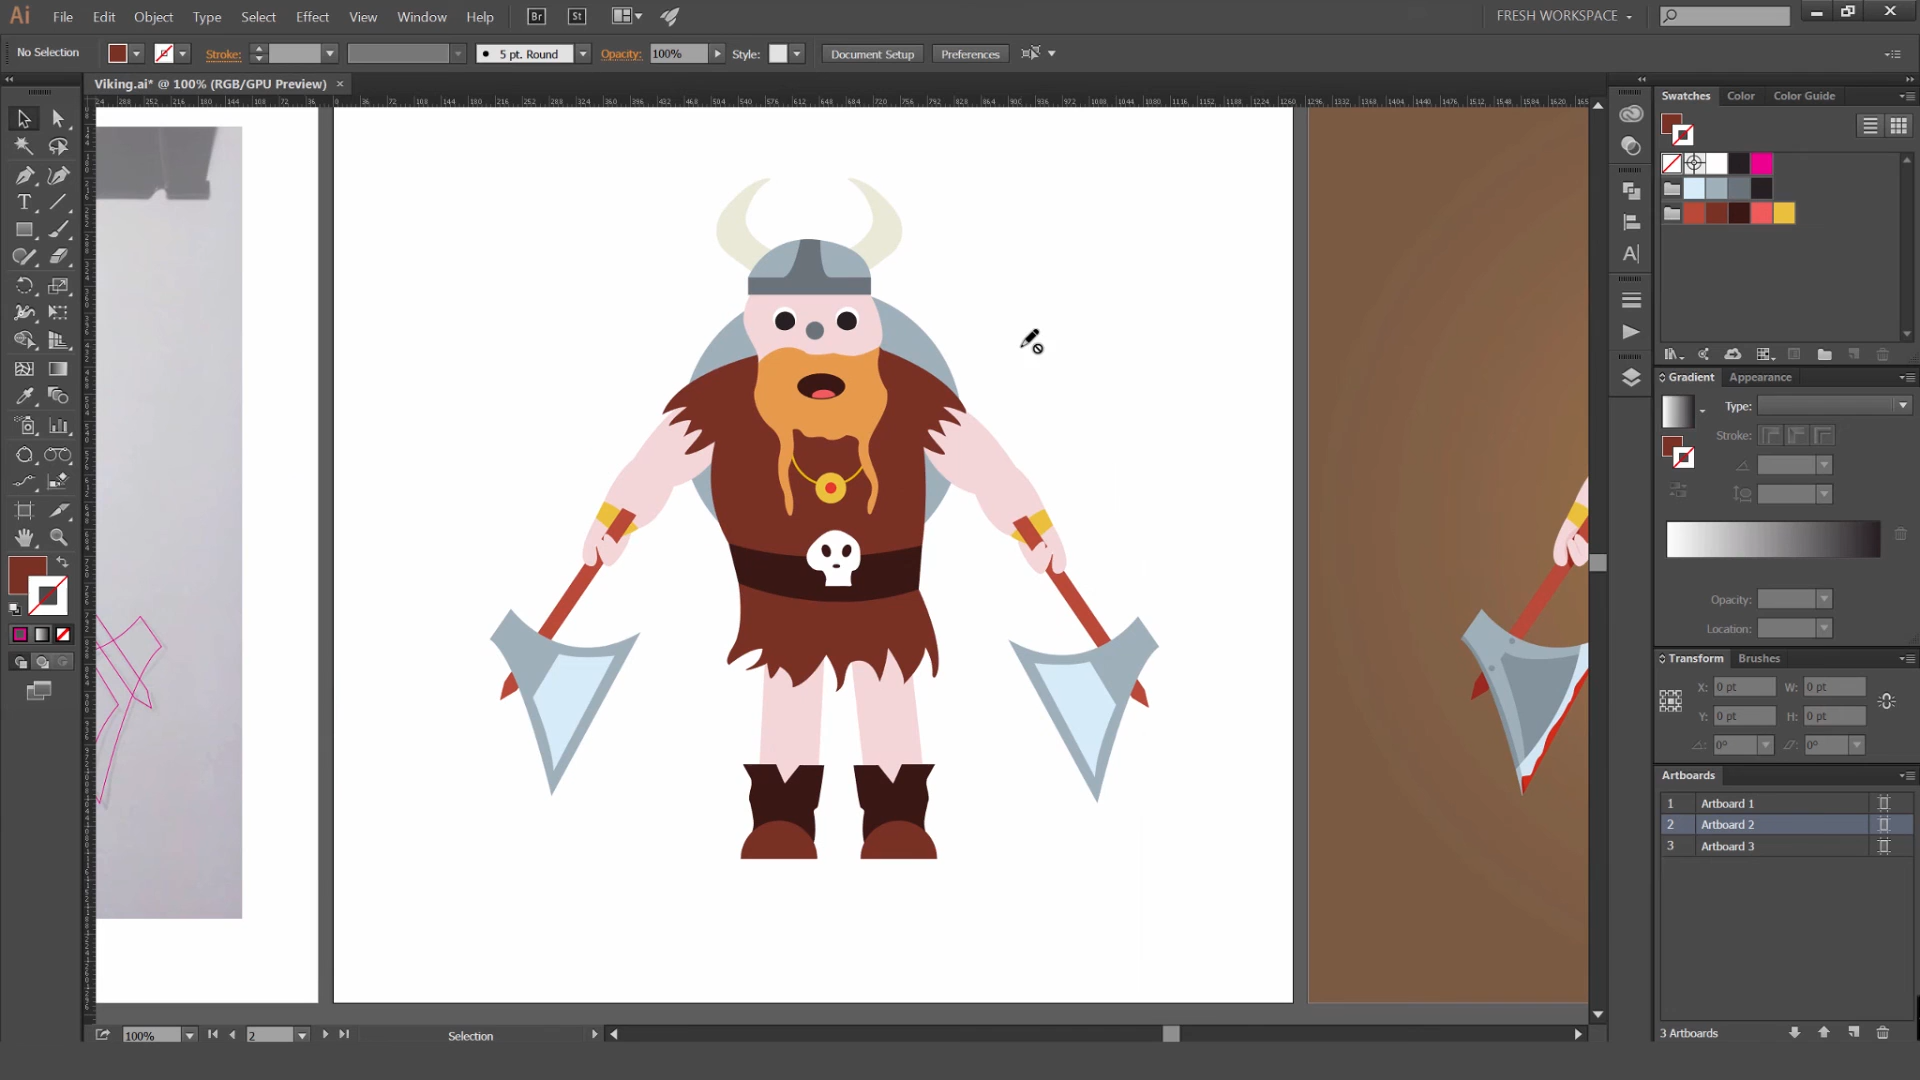 Ai File Edit Object Type Select Effect View Window Help Br St FRESH WORKSPACE
No Selection Stroke: 5 pt. Round Opacity: 100% Style: Document Setup Preferences
Viking.ai* @ 100% (RGB/GPU Preview) ×
Swatches Color Color Guide
Gradient Appearance
Type:
Stroke:
Opacity:
Location:
Transform Brushes
X: 0 pt W: 0 pt
Y: 0 pt H: 0 pt
0° 0°
Artboards
1 Artboard 1
2 Artboard 2
3 Artboard 3
3 Artboards
100% 2 Selection